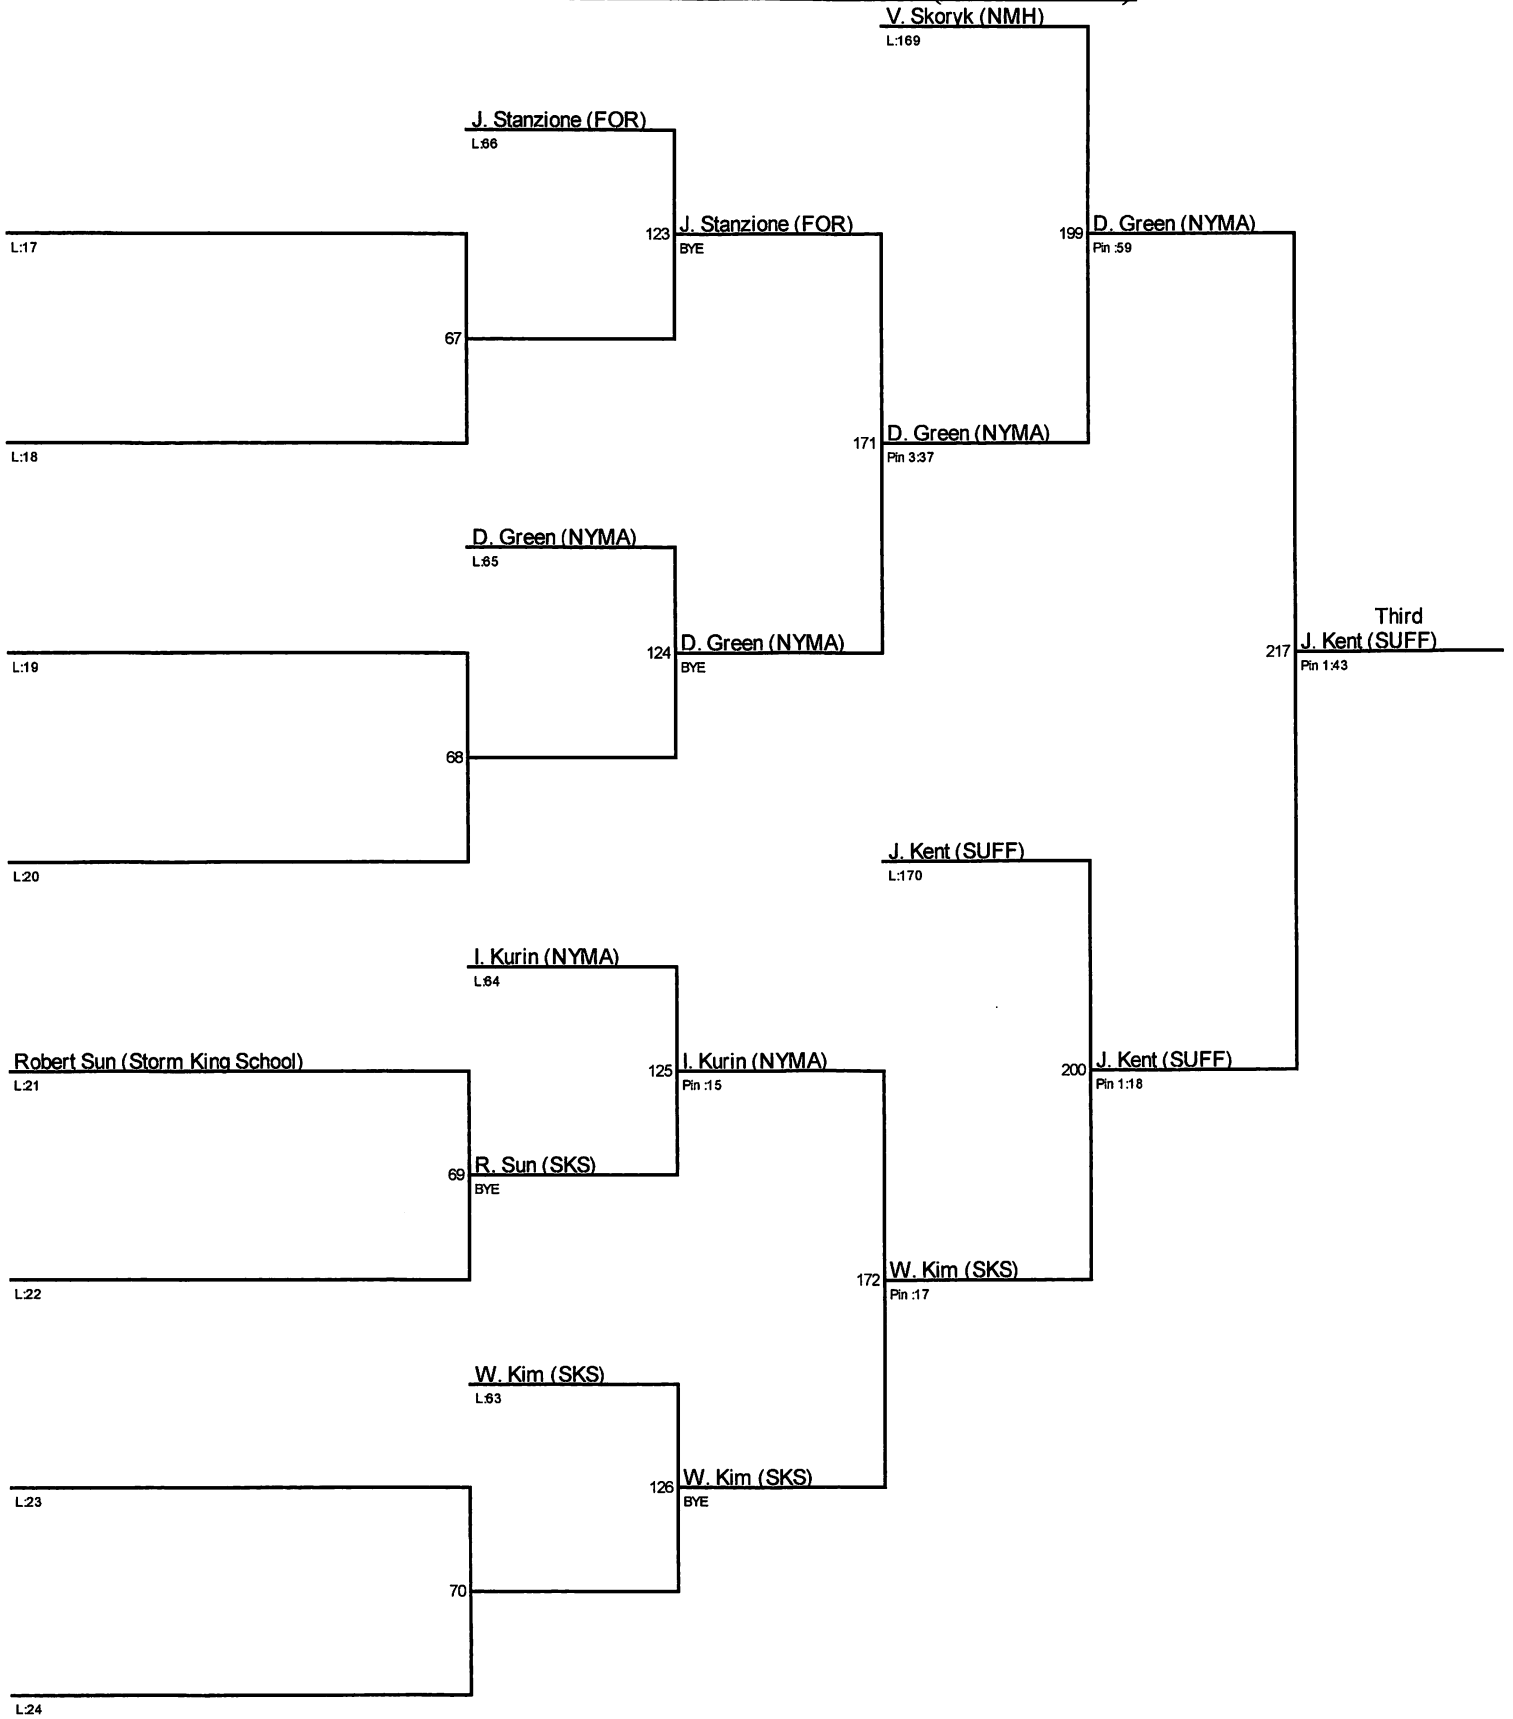 V. Skoryk (NMH)
L:169
J. Stanzione (FOR)
L:66
L:17
123
J. Stanzione (FOR)
BYE
199
D. Green (NYMA)
Pin :59
67
L:18
171
D. Green (NYMA)
Pin 3:37
D. Green (NYMA)
L:65
L:19
124
D. Green (NYMA)
BYE
Third
217
J. Kent (SUFF)
Pin 1:43
68
L:20
J. Kent (SUFF)
L:170
I. Kurin (NYMA)
L:64
Robert Sun (Storm King School)
L:21
125
I. Kurin (NYMA)
Pin :15
200
J. Kent (SUFF)
Pin 1:18
69
R. Sun (SKS)
BYE
L:22
172
W. Kim (SKS)
Pin :17
W. Kim (SKS)
L:63
L:23
126
W. Kim (SKS)
BYE
70
L:24